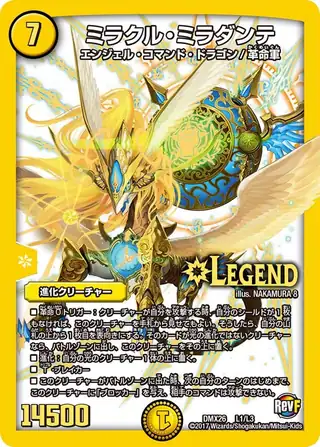 7
ミラクル・ミラダンテ
エンジェル・コマンド・ドラゴン/革命軍
LEGEND
illus. NAKAMURA 8
進化クリーチャー
■革命0トリガー：クリーチャーが自分を攻撃する時、自分のシールドが1枚
もなければ、このクリーチャーを手札から見せてもよい。そうしたら、自分の山
札の上から1枚目を表向きにする。そのカードが光の進化ではないクリーチャー
なら、バトルゾーンに出し、このクリーチャーをその上に置く。
■進化：自分の光のクリーチャー1体の上に置く。
■T・ブレイカー
■このクリーチャーがバトルゾーンに出た時、次の自分のターンのはじめまで、
このクリーチャーに「ブロッカー」を与え、相手のコマンドは攻撃できない。
14500
DMX26 L1/L3
©2017 Wizards/Shogakukan/Mitsui-Kids
RevF